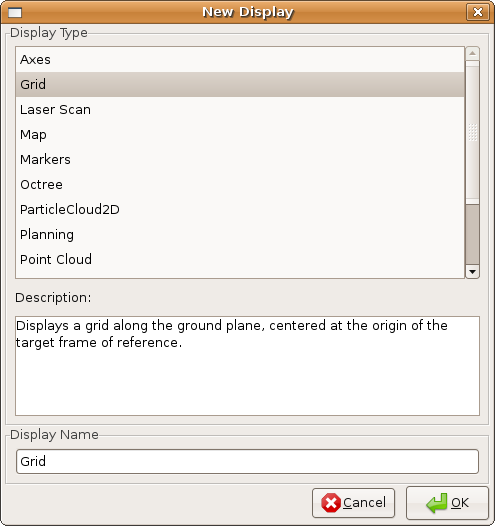 New Display
Display Type
Axes
Grid
Laser Scan
Map
Markers
Octree
ParticleCloud2D
Planning
Point Cloud
Description:
Displays a grid along the ground plane, centered at the origin of the
target frame of reference.
Display Name
Grid
Cancel
OK